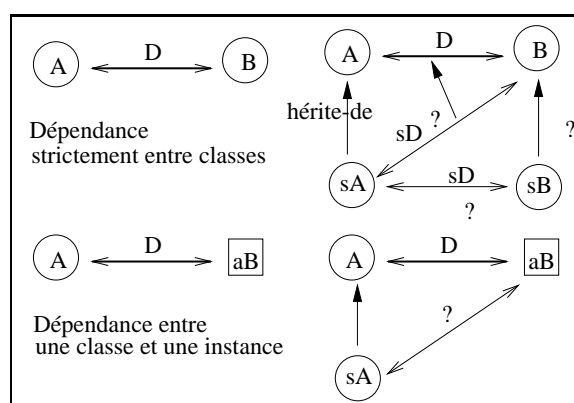 A D B
Dépendance
strictement entre classes
A D B
hérite-de
sD ?
?
sA sD sB
?
A D aB
Dépendance entre
une classe et une instance
A D aB
?
sA